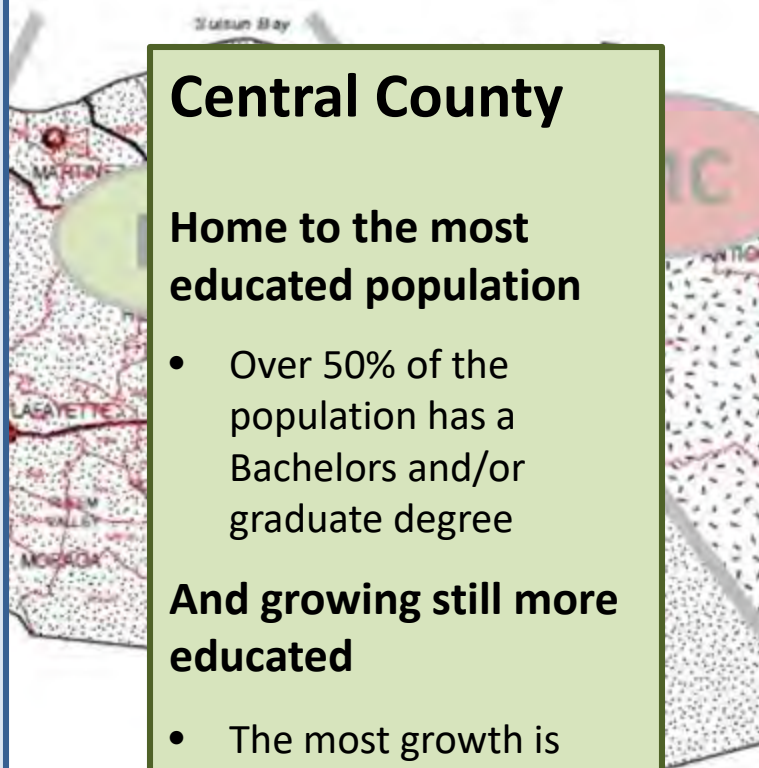 Suisun Bay
Central County
Home to the most
educated population
• Over 50% of the
population has a
Bachelors and/or
graduate degree
And growing still more
educated
• The most growth is
MARTINEZ
LAFAYETTE
MORAGA